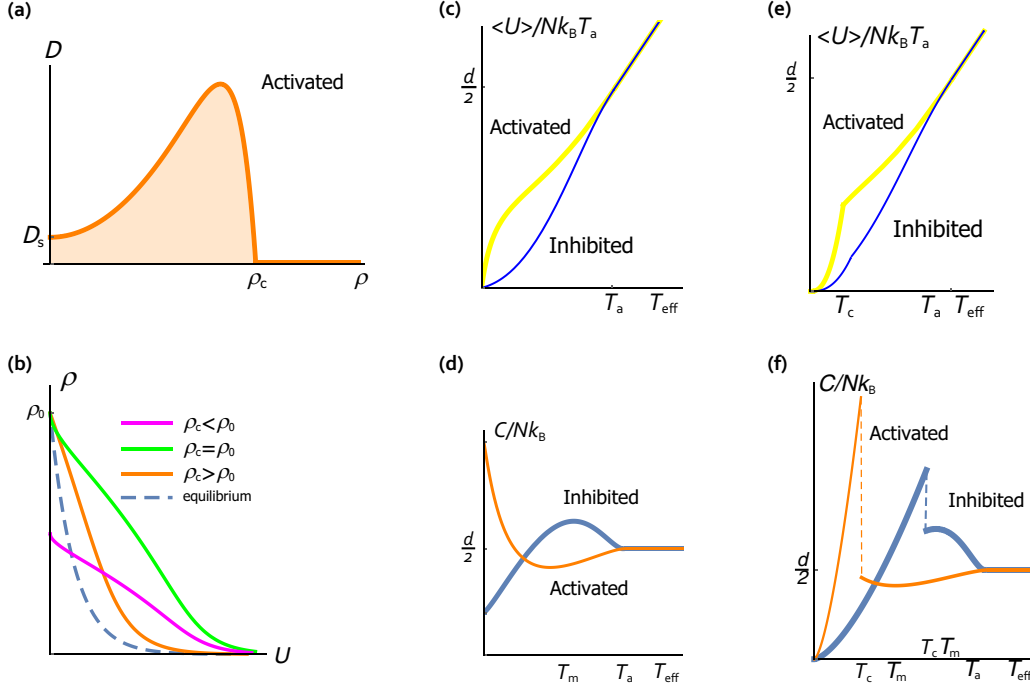 (a)
D
Activated
Dₛ
ρc
ρ
(b)
ρ
ρ₀
ρc<ρ₀
ρc=ρ₀
ρc>ρ₀
equilibrium
U
(c)
<U>/NkBTa
d/2
Activated
Inhibited
Ta
Teff
(d)
C/NkB
Inhibited
d/2
Activated
Tm
Ta
Teff
(e)
<U>/NkBTa
d/2
Activated
Inhibited
Tc
Ta
Teff
(f)
C/NkB
Activated
Inhibited
d/2
Tc Tm
Tc
Tm
Ta
Teff